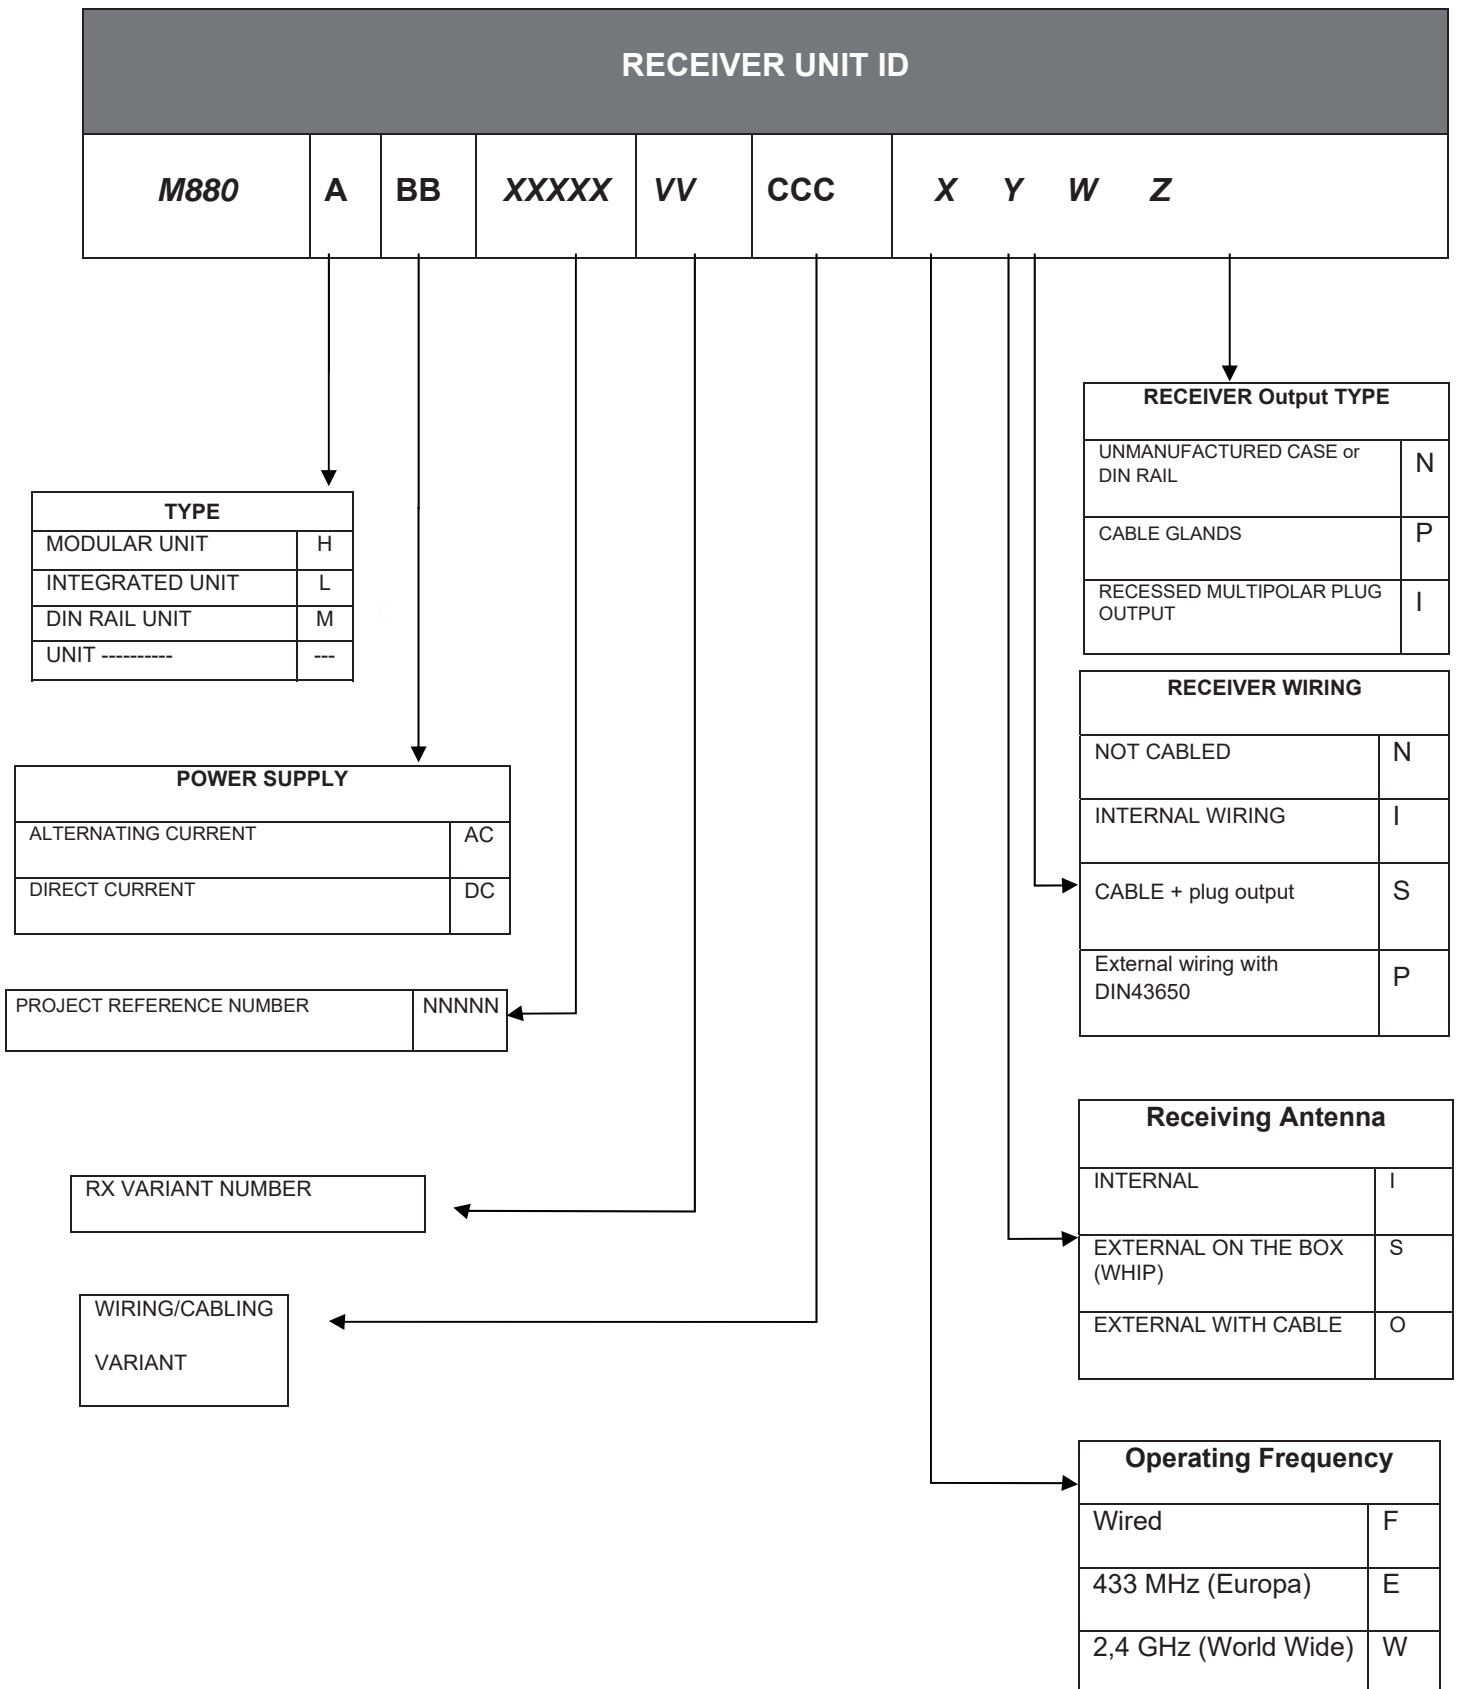 RECEIVER UNIT ID
M880 A BB XXXXX VV CCC X Y W Z
RECEIVER Output TYPE
UNMANUFACTURED CASE or
DIN RAIL
N
CABLE GLANDS P
RECESSED MULTIPOLAR PLUG
OUTPUT
I
TYPE
MODULAR UNIT H
INTEGRATED UNIT L
DIN RAIL UNIT M
UNIT ---------- ---
RECEIVER WIRING
NOT CABLED N
INTERNAL WIRING I
CABLE + plug output S
External wiring with
DIN43650
P
POWER SUPPLY
ALTERNATING CURRENT AC
DIRECT CURRENT DC
PROJECT REFERENCE NUMBER NNNNN
Receiving Antenna
INTERNAL I
EXTERNAL ON THE BOX S
(WHIP)
EXTERNAL WITH CABLE O
RX VARIANT NUMBER
WIRING/CABLING
VARIANT
Operating Frequency
Wired F
433 MHz (Europa) E
2,4 GHz (World Wide) W